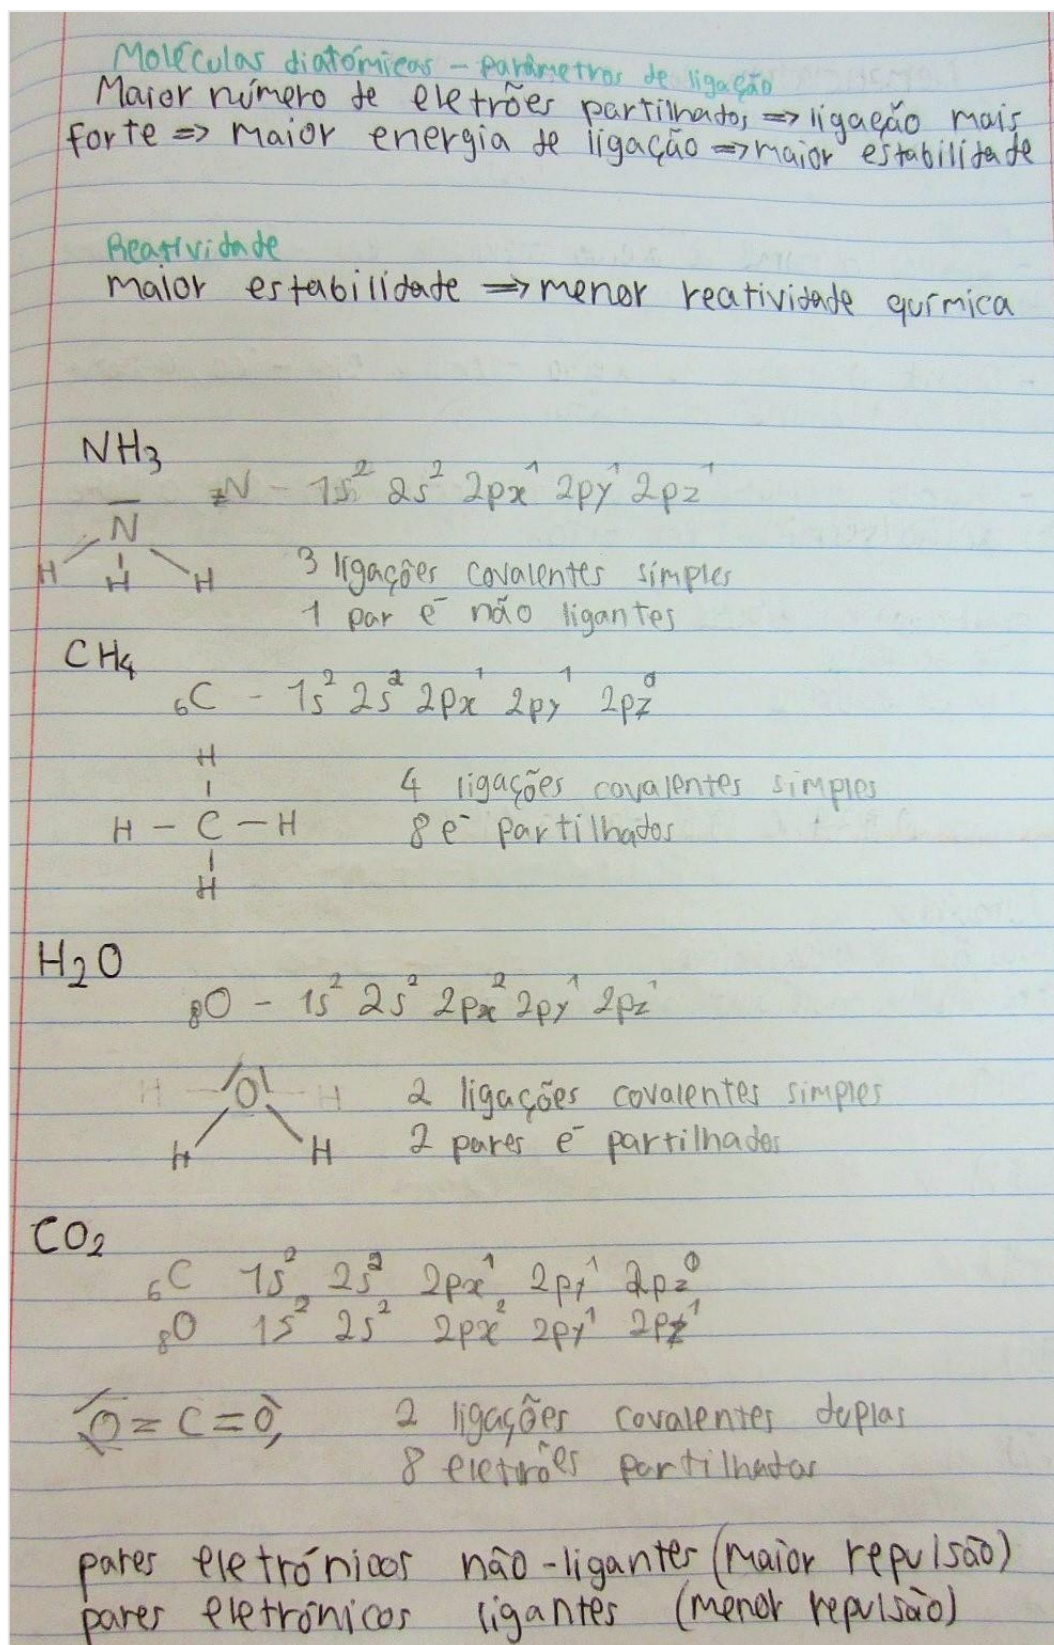 Moléculas diatómicas - parâmetros de ligação
Maior número de eletrões partilhados => ligação mais
forte => maior energia de ligação => maior estabilidade
Reatividade
maior estabilidade => menor reatividade química
NH₃
₇N - 1s² 2s² 2px¹ 2py¹ 2pz¹
N
H H H
3 ligações covalentes simples
1 par e⁻ não ligantes
CH₄
₆C - 1s² 2s² 2px¹ 2py¹ 2pz⁰
H
4 ligações covalentes simples
H - C - H
8 e⁻ partilhados
H
H₂O
₈O - 1s² 2s² 2px² 2py¹ 2pz¹
H O H
2 ligações covalentes simples
H H
2 pares e⁻ partilhados
CO₂
₆C 1s² 2s² 2px¹ 2py¹ 2pz⁰
₈O 1s² 2s² 2px² 2py¹ 2pz¹
O = C = O
2 ligações covalentes duplas
8 eletrões partilhados
pares eletrónicos não-ligantes (maior repulsão)
pares eletrónicos ligantes (menor repulsão)